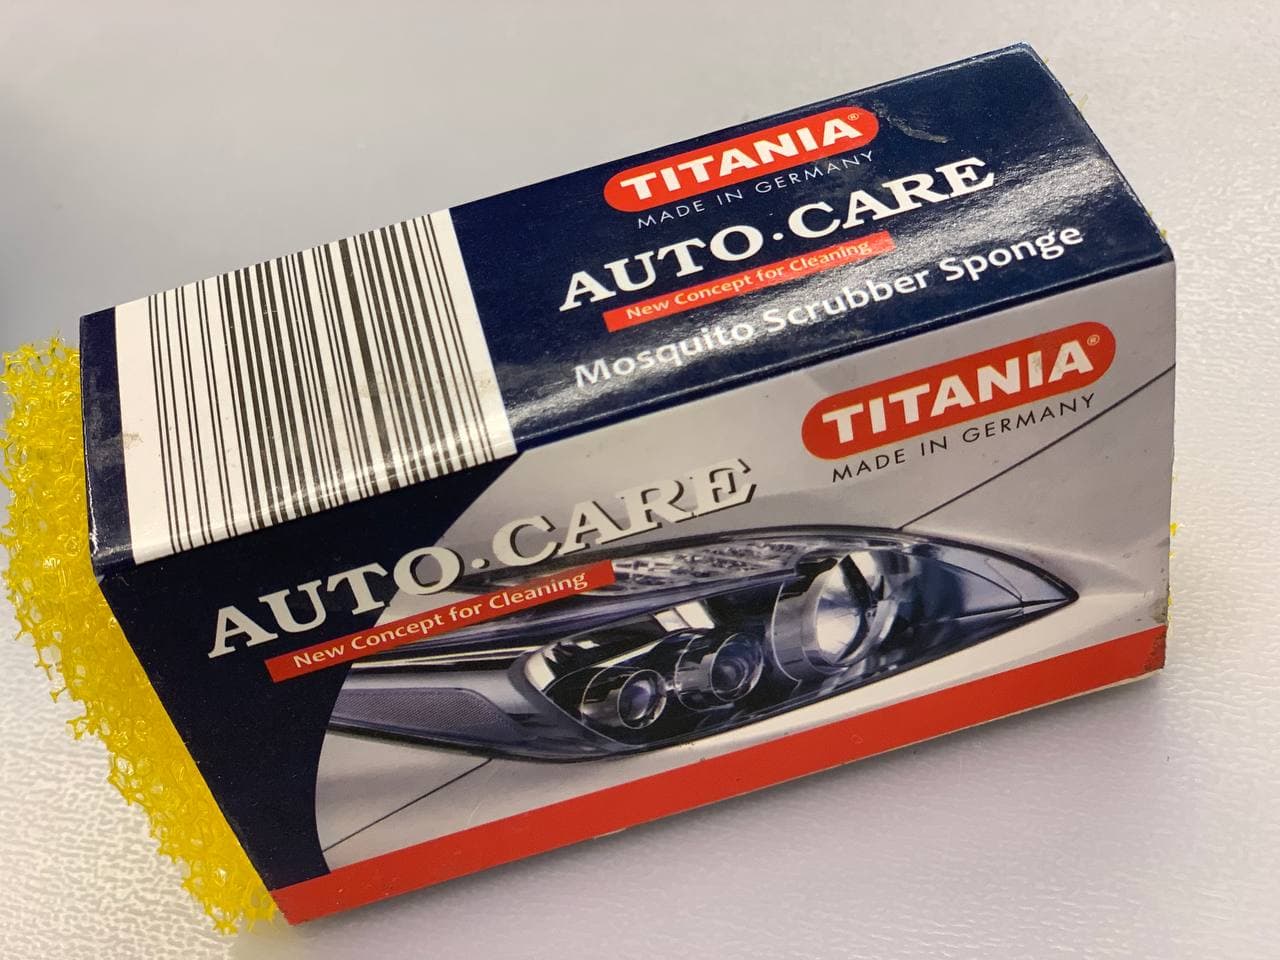 TITANIA®
MADE IN GERMANY
AUTO·CARE
New Concept for Cleaning
Mosquito Scrubber Sponge
TITANIA®
MADE IN GERMANY
AUTO·CARE
New Concept for Cleaning